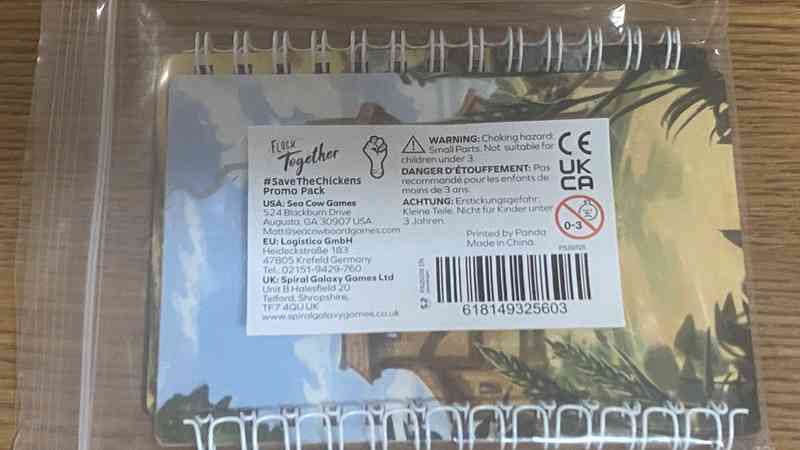 FLOCK
Together
#SaveTheChickens
Promo Pack
USA: Sea Cow Games
524 Blackburn Drive
Augusta, GA 30907 USA
Matt@seacowboardgames.com
EU: Logistica GmbH
Heideckstraße 183
47805 Krefeld Germany
Tel.: 02151-9429-760
UK: Spiral Galaxy Games Ltd
Unit B Halesfield 20
Telford, Shropshire,
TF7 4QU UK
www.spiralgalaxygames.co.uk
WARNING: Choking hazard:
Small Parts. Not suitable for
children under 3.
DANGER D'ÉTOUFFEMENT: Pas
recommandé pour les enfants de
moins de 3 ans.
ACHTUNG: Erstickungsgefahr:
Kleine Teile. Nicht für Kinder unter
3 Jahren.
Printed by Panda
Made in China.
CE
UK
CA
0-3
618149325603